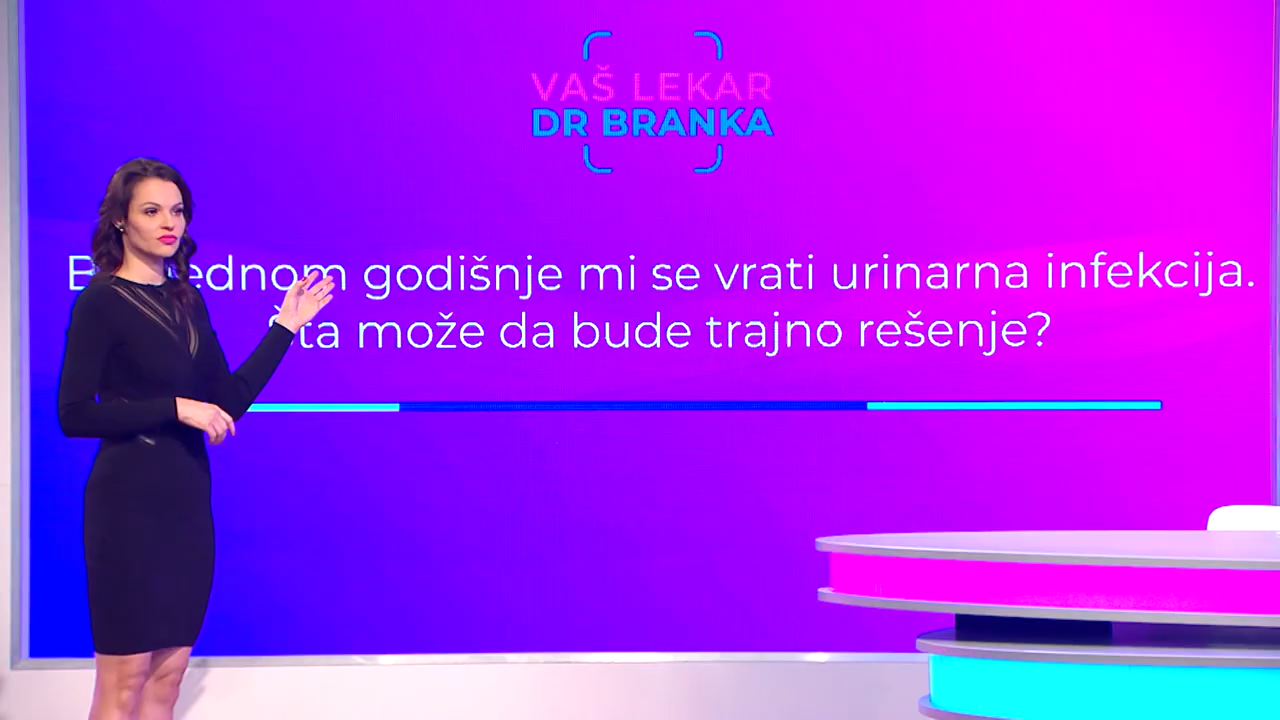 VAŠ LEKAR
DR BRANKA
godišnje mi se vrati urinarna infekcija.
može da bude trajno rešenje?